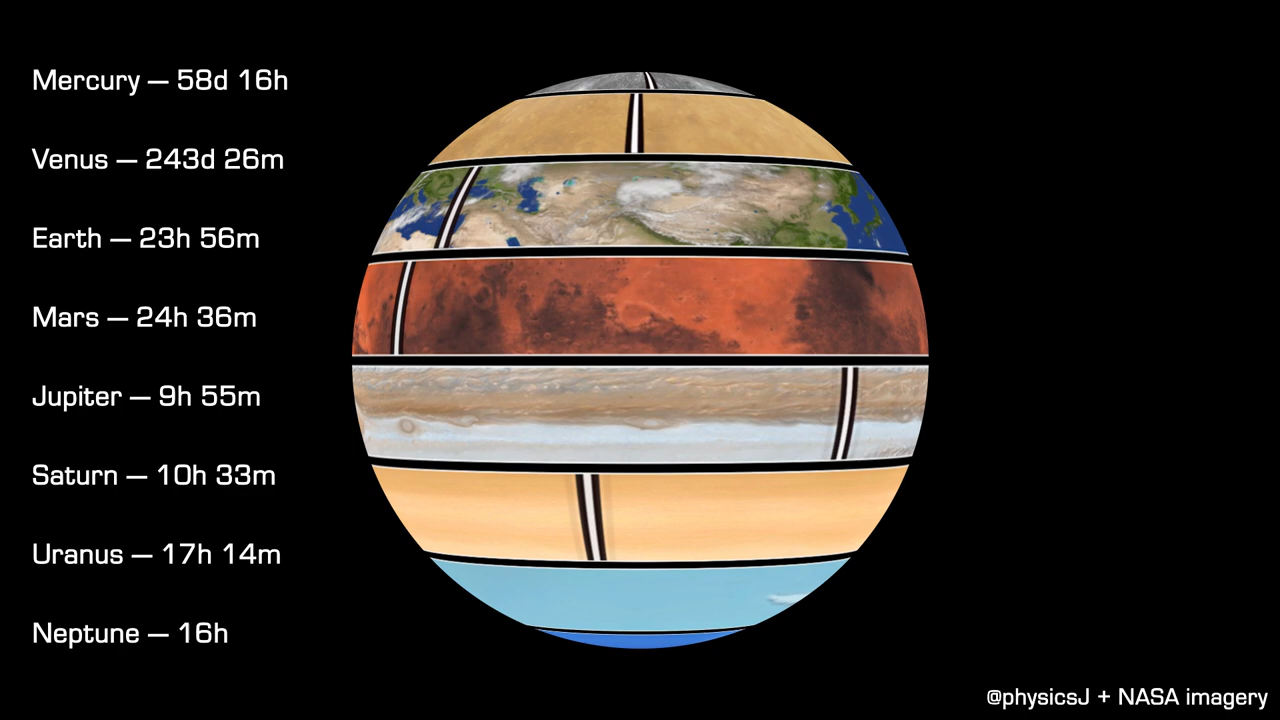 Mercury — 58d 16h
Venus — 243d 26m
Earth — 23h 56m
Mars — 24h 36m
Jupiter — 9h 55m
Saturn — 10h 33m
Uranus — 17h 14m
Neptune — 16h
@physicsJ + NASA imagery